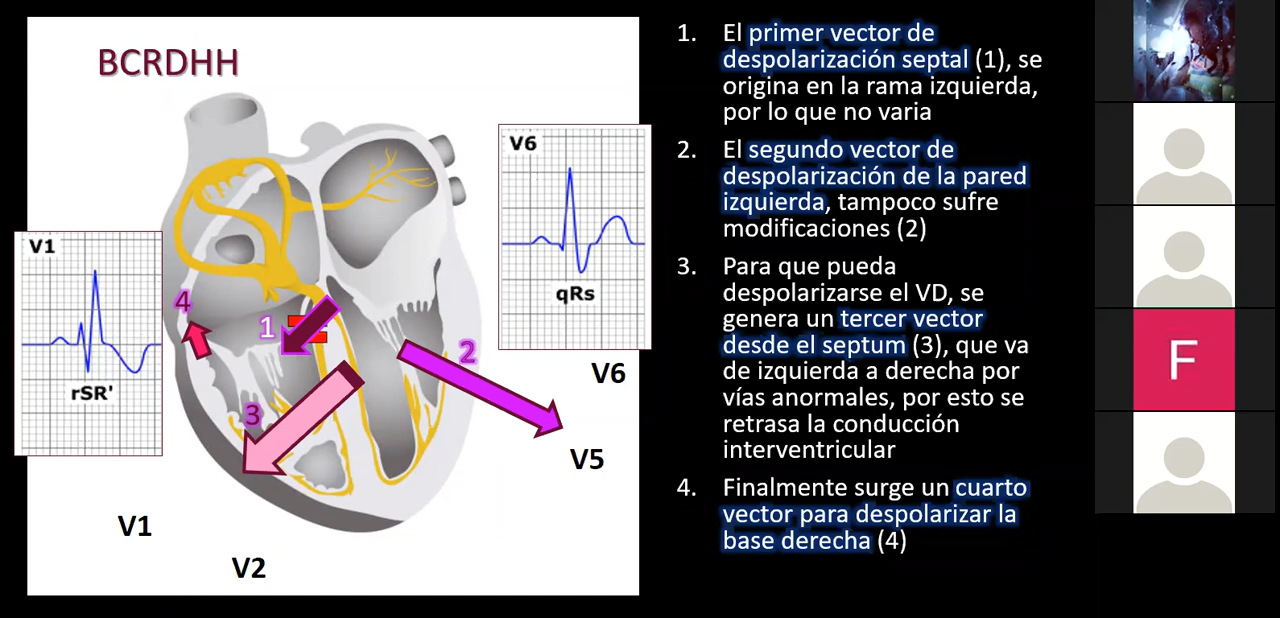 BCRDHH
V1
rSR'
V6
qRs
4
1
2
3
V6
V5
V1
V2
1. El primer vector de
despolarización septal (1), se
origina en la rama izquierda,
por lo que no varia
2. El segundo vector de
despolarización de la pared
izquierda, tampoco sufre
modificaciones (2)
3. Para que pueda
despolarizarse el VD, se
genera un tercer vector
desde el septum (3), que va
de izquierda a derecha por
vías anormales, por esto se
retrasa la conducción
interventricular
4. Finalmente surge un cuarto
vector para despolarizar la
base derecha (4)
F